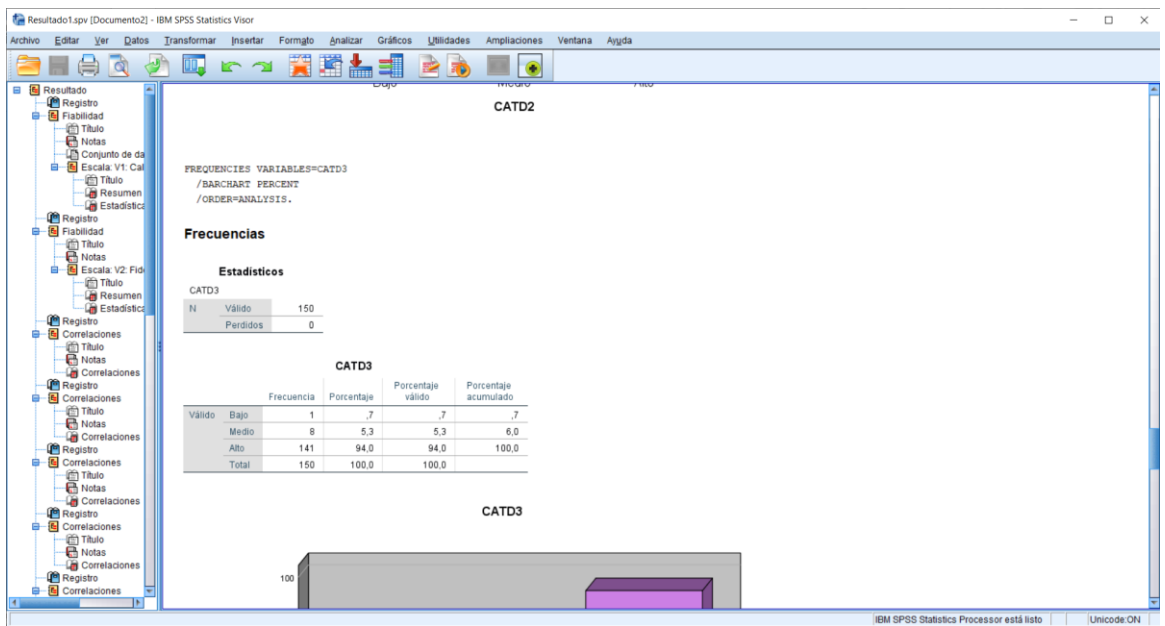 Resultado1.spv [Documento2] - IBM SPSS Statistics Visor
Archivo Editar Ver Datos Transformar Insertar Formato Analizar Gráficos Utilidades Ampliaciones Ventana Ayuda
Resultado
Registro
Fiabilidad
Título
Notas
Conjunto de da
Escala: V1: Cal
Título
Resumen
Estadística
Registro
Fiabilidad
Título
Notas
Escala: V2: Fid
Título
Resumen
Estadística
Registro
Correlaciones
Título
Notas
Correlaciones
Registro
Correlaciones
Título
Notas
Correlaciones
Registro
Correlaciones
Título
Notas
Correlaciones
Registro
Correlaciones
Título
Notas
Correlaciones
Registro
Correlaciones
Bajo Medio Alto
CATD2
FREQUENCIES VARIABLES=CATD3
/BARCHART PERCENT
/ORDER=ANALYSIS.
Frecuencias
Estadísticos
CATD3
N Válido 150
Perdidos 0
CATD3
Frecuencia Porcentaje Porcentaje válido Porcentaje acumulado
Válido Bajo 1 ,7 ,7 ,7
Medio 8 5,3 5,3 6,0
Alto 141 94,0 94,0 100,0
Total 150 100,0 100,0
CATD3
100
IBM SPSS Statistics Processor está listo Unicode:ON